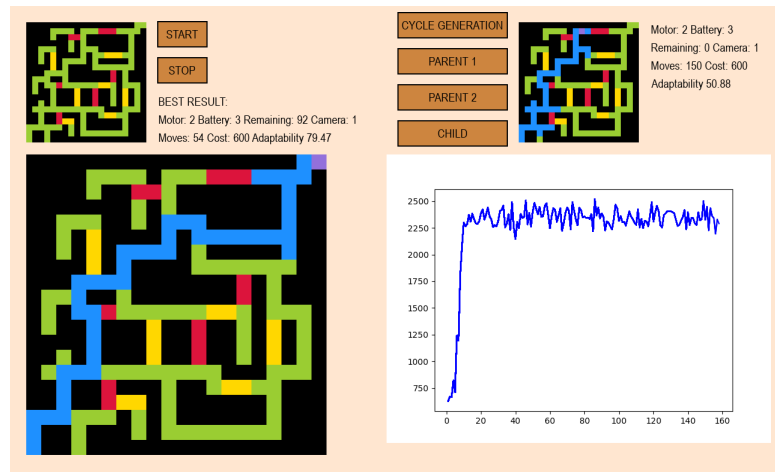 START
STOP
BEST RESULT:
Motor: 2 Battery: 3 Remaining: 92 Camera: 1
Moves: 54 Cost: 600 Adaptability 79.47
CYCLE GENERATION
PARENT 1
PARENT 2
CHILD
Motor: 2 Battery: 3
Remaining: 0 Camera: 1
Moves: 150 Cost: 600
Adaptability 50.88
2500
2250
2000
1750
1500
1250
1000
750
0 20 40 60 80 100 120 140 160